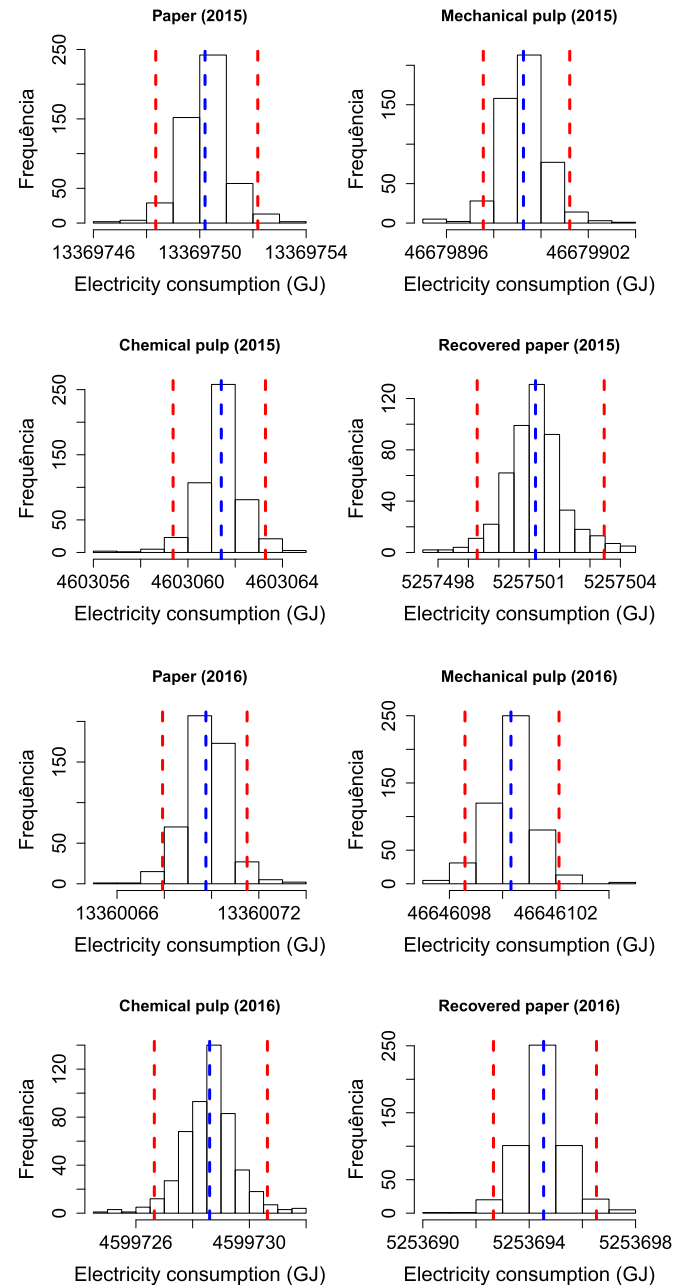 Paper (2015)
Frequência
0 50 150 250
13369746 13369750 13369754
Electricity consumption (GJ)
Mechanical pulp (2015)
Frequência
0 50 150
46679896 46679902
Electricity consumption (GJ)
Chemical pulp (2015)
Frequência
0 50 150 250
4603056 4603060 4603064
Electricity consumption (GJ)
Recovered paper (2015)
Frequência
0 40 80 120
5257498 5257501 5257504
Electricity consumption (GJ)
Paper (2016)
Frequência
0 50 150
13360066 13360072
Electricity consumption (GJ)
Mechanical pulp (2016)
Frequência
0 50 150 250
46646098 46646102
Electricity consumption (GJ)
Chemical pulp (2016)
Frequência
0 40 80 120
4599726 4599730
Electricity consumption (GJ)
Recovered paper (2016)
Frequência
0 50 150 250
5253690 5253694 5253698
Electricity consumption (GJ)